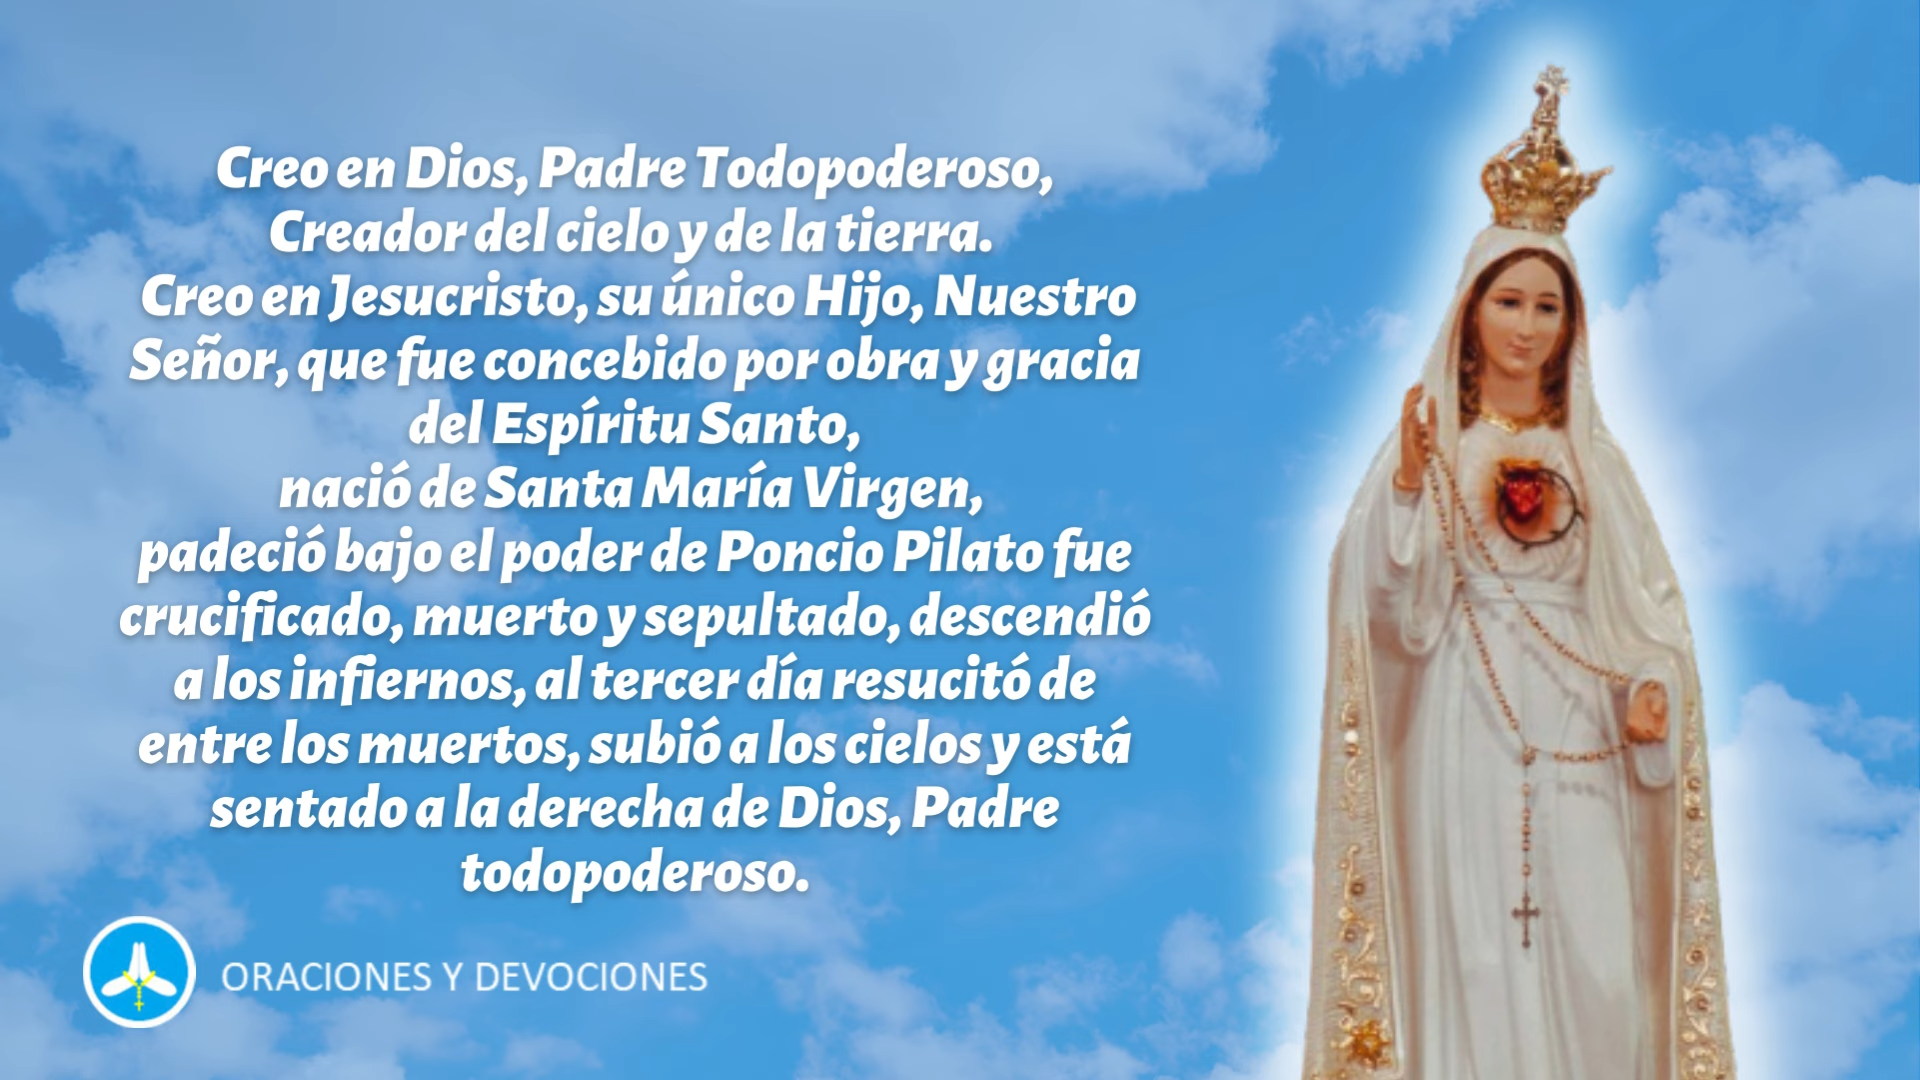 Creo en Dios, Padre Todopoderoso,
Creador del cielo y de la tierra.
Creo en Jesucristo, su único Hijo, Nuestro
Señor, que fue concebido por obra y gracia
del Espíritu Santo,
nació de Santa María Virgen,
padeció bajo el poder de Poncio Pilato fue
crucificado, muerto y sepultado, descendió
a los infiernos, al tercer día resucitó de
entre los muertos, subió a los cielos y está
sentado a la derecha de Dios, Padre
todopoderoso.
ORACIONES Y DEVOCIONES